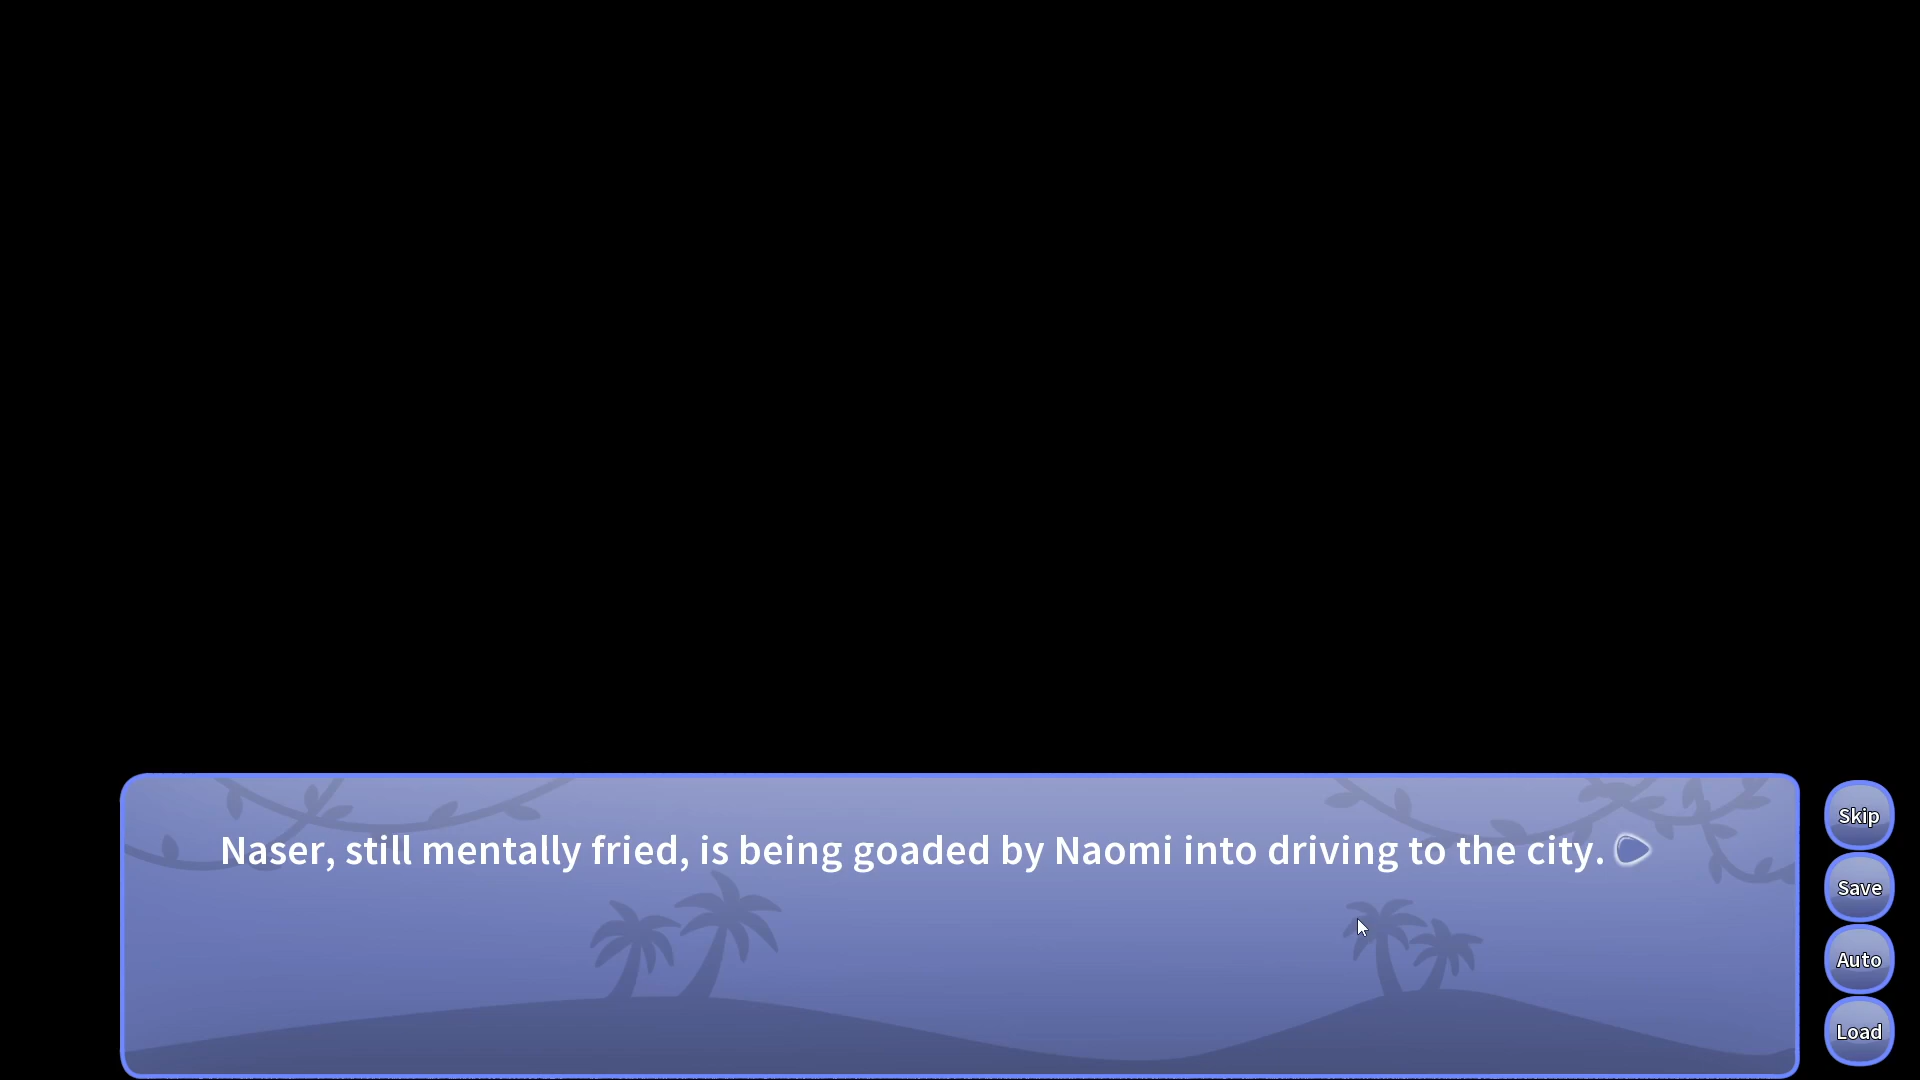 Naser, still mentally fried, is being goaded by Naomi into driving to the city.
Skip
Save
Auto
Load